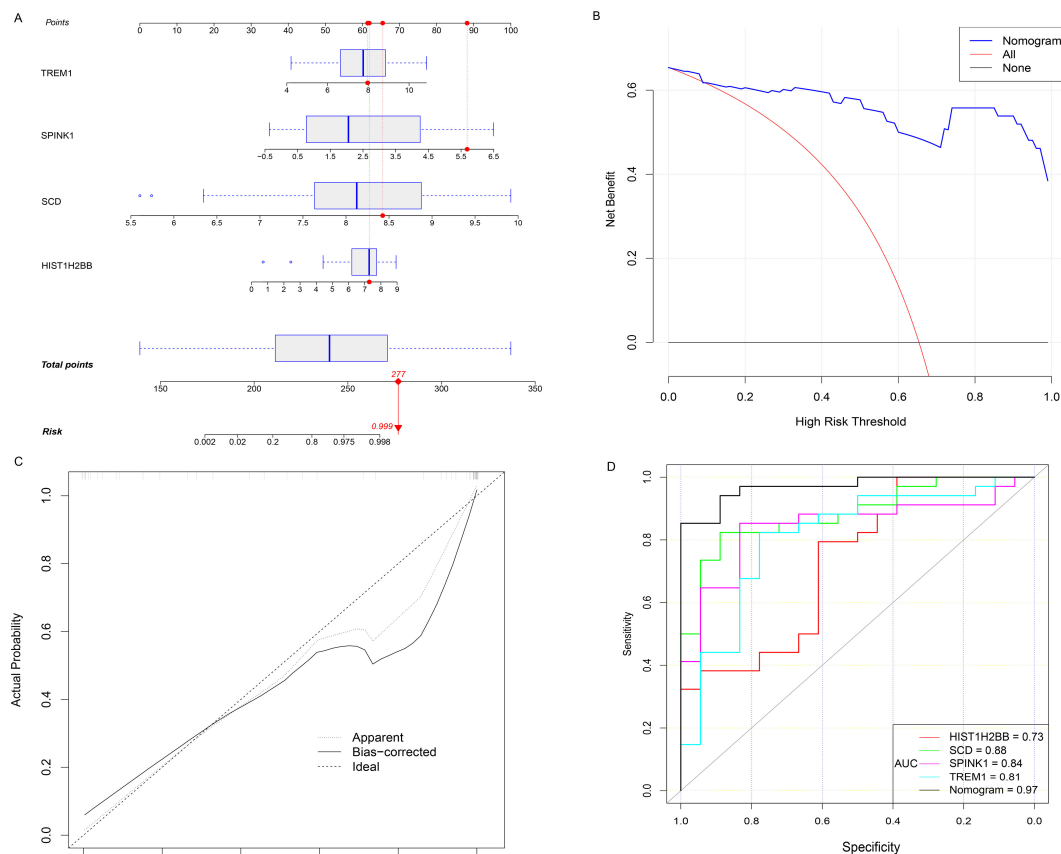 A
Points
0 10 20 30 40 50 60 70 80 90 100
TREM1
4 6 8 10
SPINK1
−0.5 0.5 1.5 2.5 3.5 4.5 5.5 6.5
SCD
5.5 6 6.5 7 7.5 8 8.5 9 9.5 10
HIST1H2BB
0 1 2 3 4 5 6 7 8 9
Total points
277
150 200 250 300 350
0.999
Risk
0.002 0.02 0.2 0.8 0.975 0.998
B
Nomogram
All
None
Net Benefit
0.0 0.2 0.4 0.6
0.0 0.2 0.4 0.6 0.8 1.0
High Risk Threshold
C
Actual Probability
0.0 0.2 0.4 0.6 0.8 1.0
Apparent
Bias−corrected
Ideal
D
Sensitivity
0.0 0.2 0.4 0.6 0.8 1.0
AUC
HIST1H2BB = 0.73
SCD = 0.88
SPINK1 = 0.84
TREM1 = 0.81
Nomogram = 0.97
1.0 0.8 0.6 0.4 0.2 0.0
Specificity